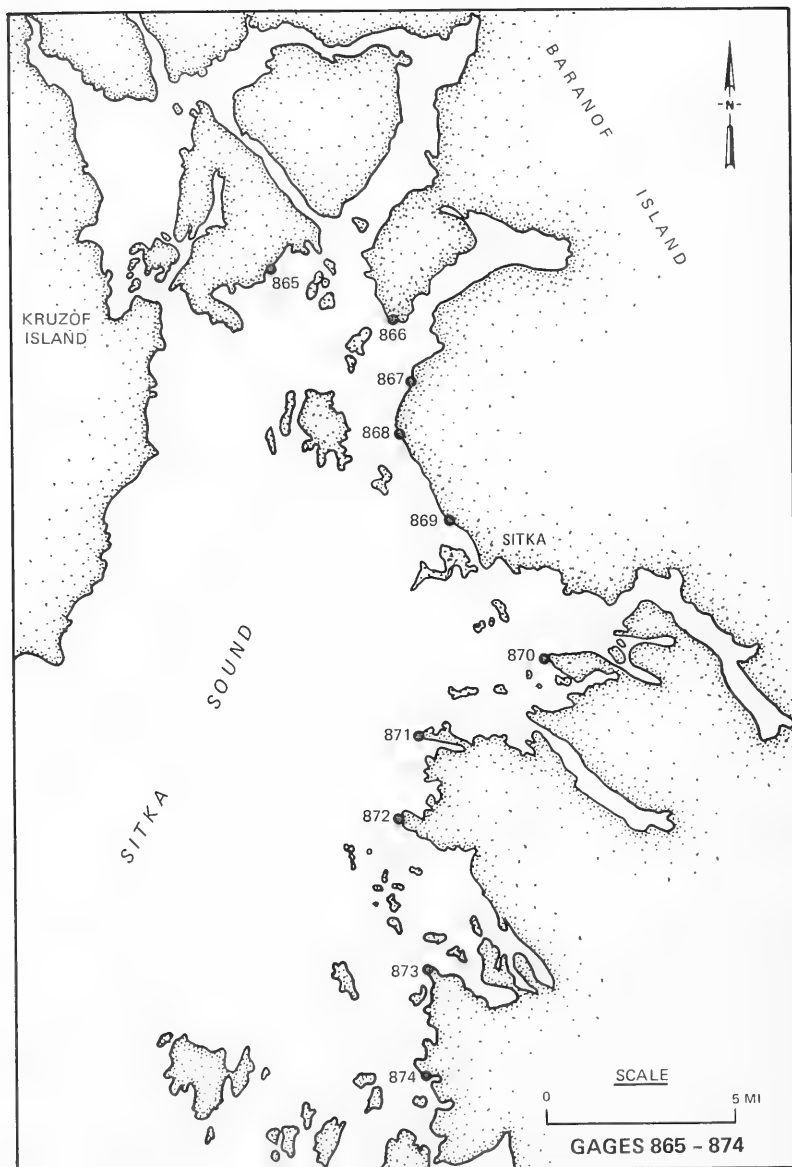 BARANOF
ISLAND
-N-
865
KRUZOF
ISLAND
866
867
868
869
SITKA
870
SITKA SOUND
871
872
873
874
SCALE
0 5 MI
GAGES 865 - 874